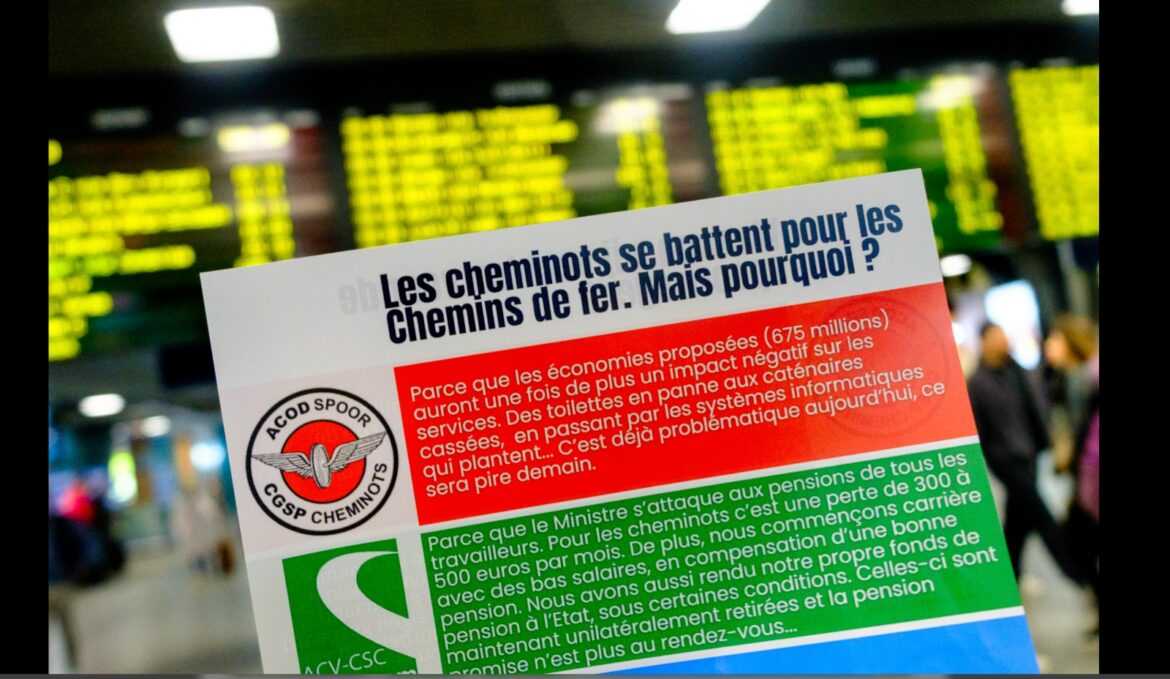 Les cheminots se battent pour les
Chemins de fer. Mais pourquoi ?
Parce que les économies proposées (675 millions)
auront une fois de plus un impact négatif sur les
services. Des toilettes en panne aux caténaires
cassées, en passant par les systèmes informatiques
qui plantent... C'est déjà problématique aujourd'hui, ce
sera pire demain.
ACOD SPOOR
CGSP CHEMINOTS
Parce que le Ministre s'attaque aux pensions de tous les
travailleurs. Pour les cheminots c'est une perte de 300 à
500 euros par mois. De plus, nous commençons carrière
avec des bas salaires, en compensation d'une bonne
pension. Nous avons aussi rendu notre propre fonds de
pension à l'Etat, sous certaines conditions. Celles-ci sont
maintenant unilatéralement retirées et la pension
promise n'est plus au rendez-vous...
ACV-CSC